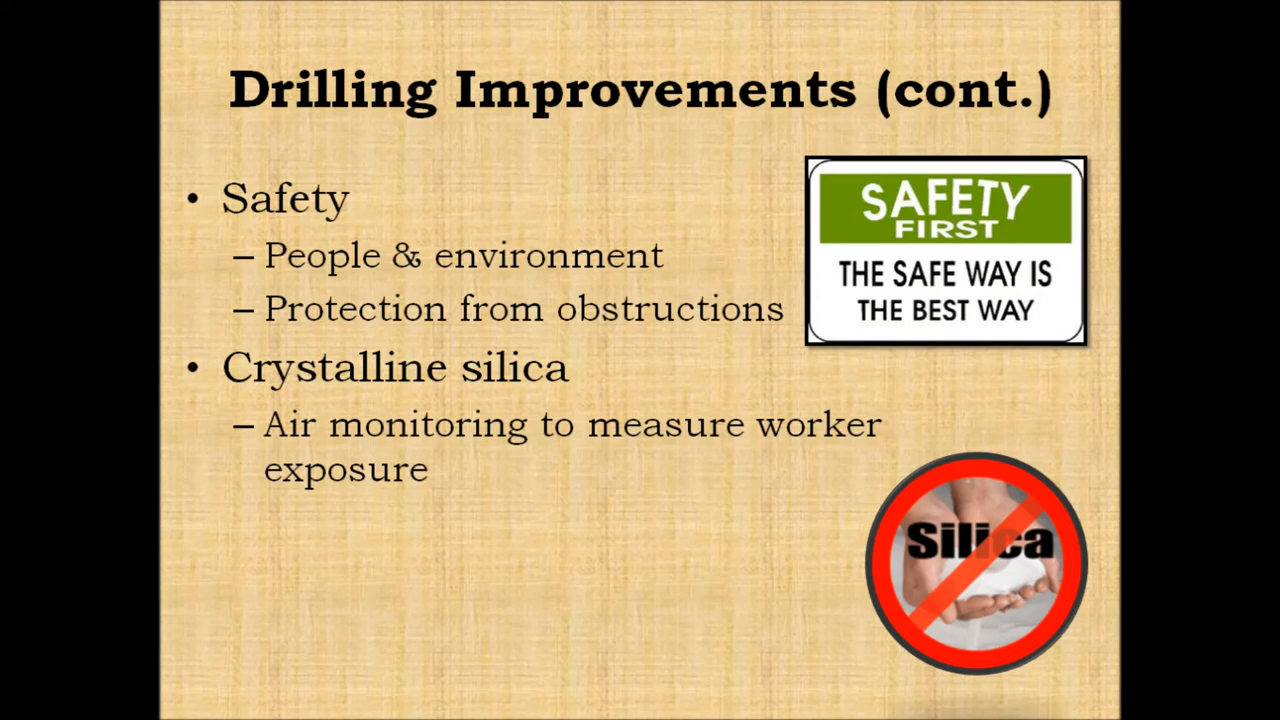 Drilling Improvements (cont.)
• Safety
– People & environment
– Protection from obstructions
• Crystalline silica
– Air monitoring to measure worker
exposure
SAFETY
FIRST
THE SAFE WAY IS
THE BEST WAY
Silica